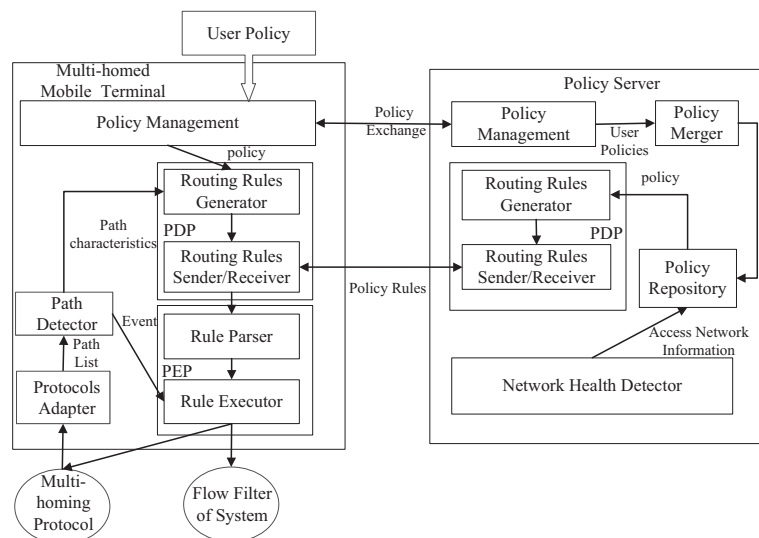 User Policy
Multi-homed
Mobile Terminal
Policy Management
policy
Routing Rules
Generator
PDP
Routing Rules
Sender/Receiver
Path
characteristics
Path
Detector
Event
Path
List
Protocols
Adapter
Rule Parser
PEP
Rule Executor
Multi-
homing
Protocol
Flow Filter
of System
Policy
Exchange
Policy Rules
Policy Server
Policy
Management
User
Policies
Policy
Merger
policy
Routing Rules
Generator
PDP
Routing Rules
Sender/Receiver
Policy
Repository
Access Network
Information
Network Health Detector